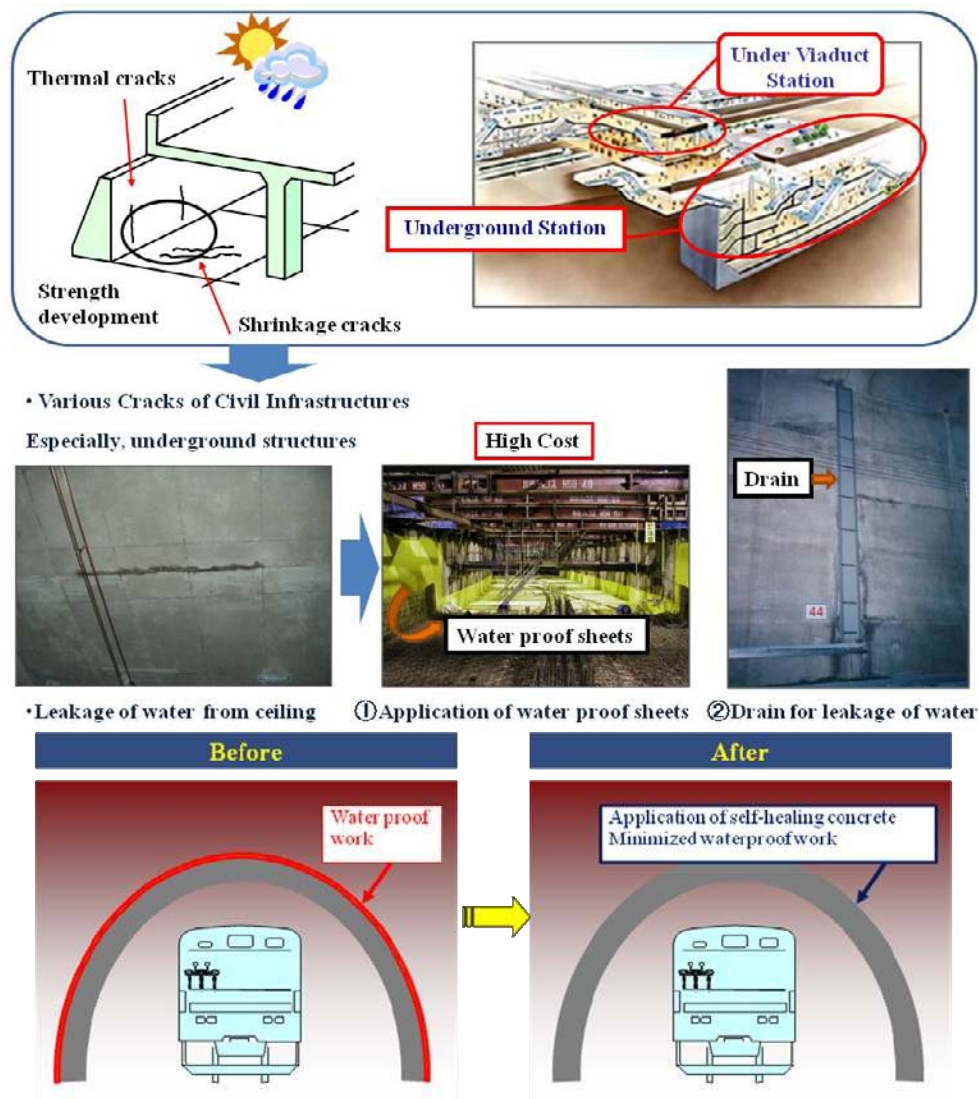 Thermal cracks
Under Viaduct
Station
Underground Station
Strength
development
Shrinkage cracks
• Various Cracks of Civil Infrastructures
Especially, underground structures
High Cost
Drain
44
Water proof sheets
•Leakage of water from ceiling
①Application of water proof sheets
②Drain for leakage of water
Before
After
Water proof
work
Application of self-healing concrete
Minimized waterproof work